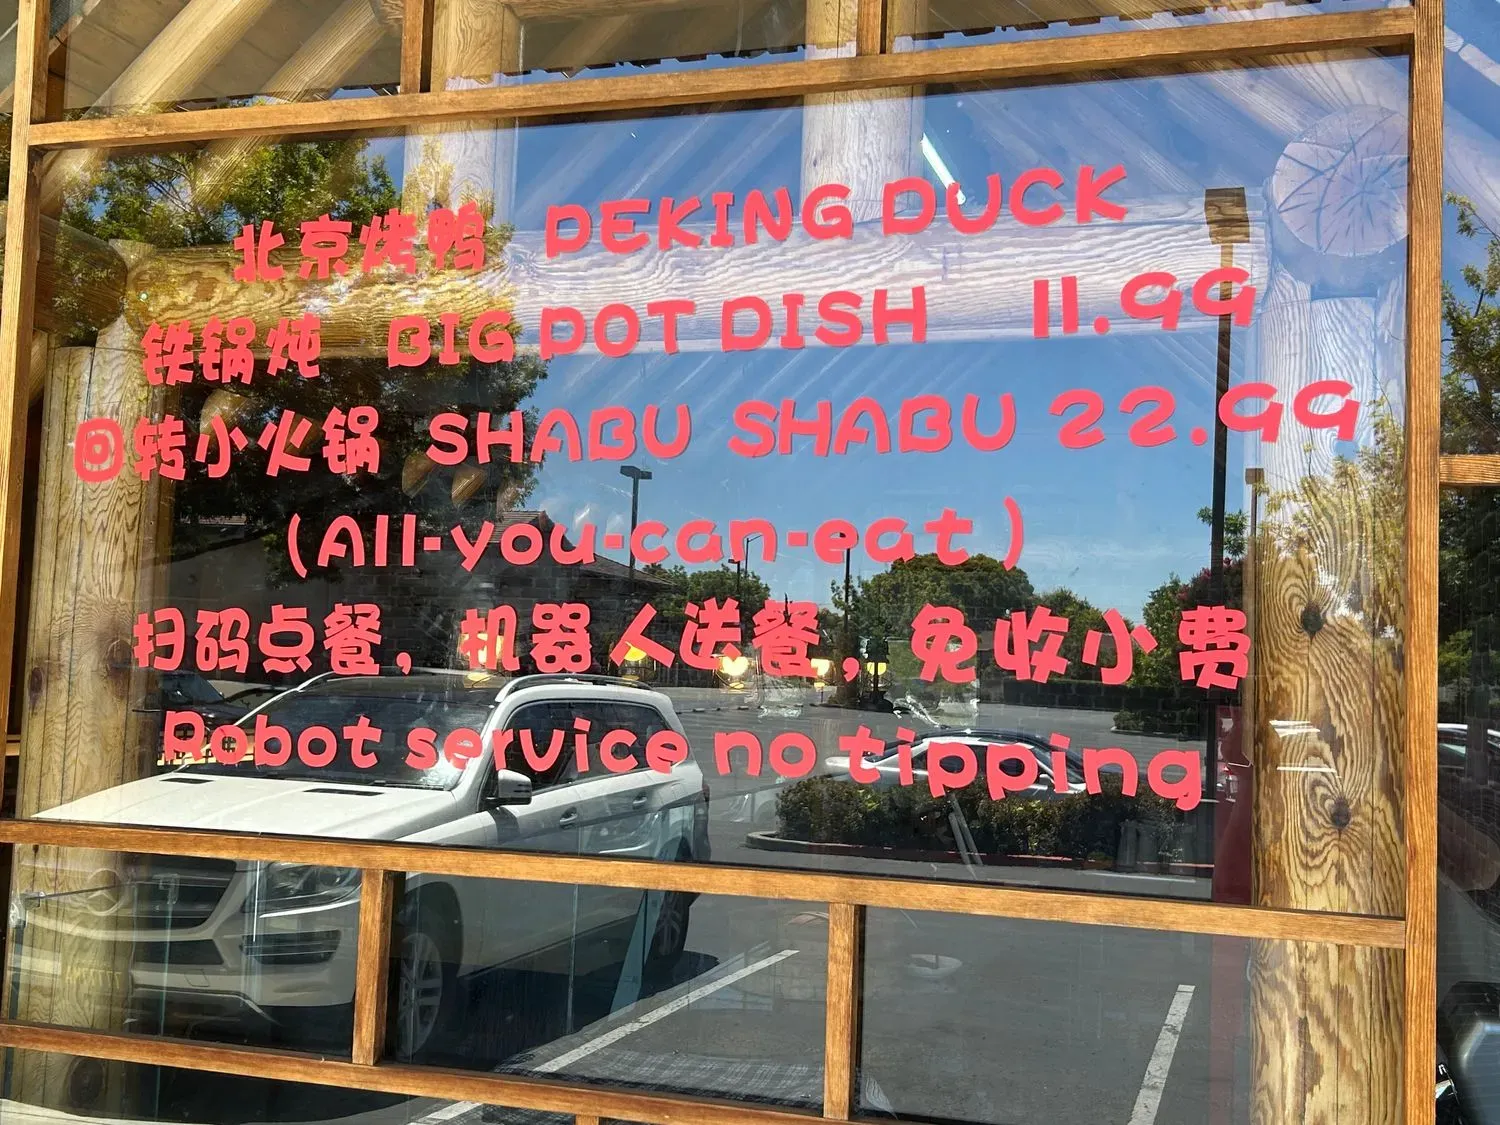 北京烤鸭 PEKING DUCK
铁锅炖 BIG POT DISH 11.99
回转小火锅 SHABU SHABU 22.99
(All-you-can-eat)
扫码点餐，机器人送餐，免收小费
Robot service no tipping